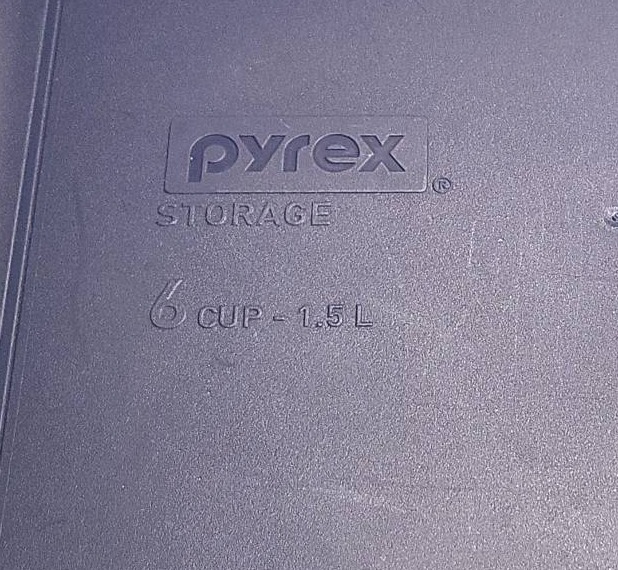 pyrex®
STORAGE
6 CUP - 1.5 L